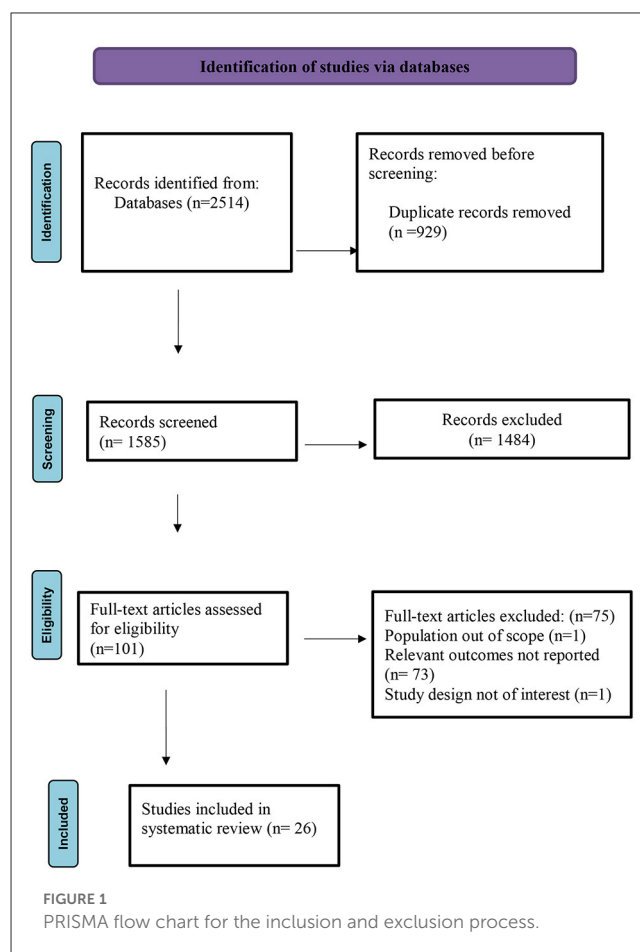 Identification of studies via databases
Identification
Records identified from:
Databases (n=2514)
Records removed before
screening:
Duplicate records removed
(n =929)
Screening
Records screened
(n= 1585)
Records excluded
(n= 1484)
Eligibility
Full-text articles assessed
for eligibility
(n=101)
Full-text articles excluded: (n=75)
Population out of scope (n=1)
Relevant outcomes not reported
(n= 73)
Study design not of interest (n=1)
Included
Studies included in
systematic review (n= 26)
FIGURE 1
PRISMA flow chart for the inclusion and exclusion process.